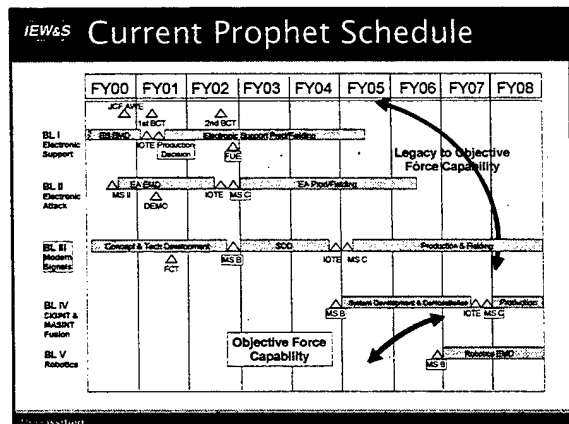 IEW&S Current Prophet Schedule
FY00 FY01 FY02 FY03 FY04 FY05 FY06 FY07 FY08
JCF AWE
1st BCT 2nd BCT
BL I
Electronic
Support
ES EMD
IOTE Production
Decision
Electronic Support Prod/Fielding
FUE
Legacy to Objective
Force Capability
BL II
Electronic
Attack
EA EMD
MS II
DEMO
IOTE MS C
EA Prod/Fielding
BL III
Modern
Signals
Concept & Tech Development
FCT
MS B
SDD
IOTE MS C
Production & Fielding
BL IV
SIGINT &
MASINT
Fusion
MS B
System Development & Demonstration
IOTE MS C
Production
Objective Force
Capability
BL V
Robotics
MS B
Robotics EMD